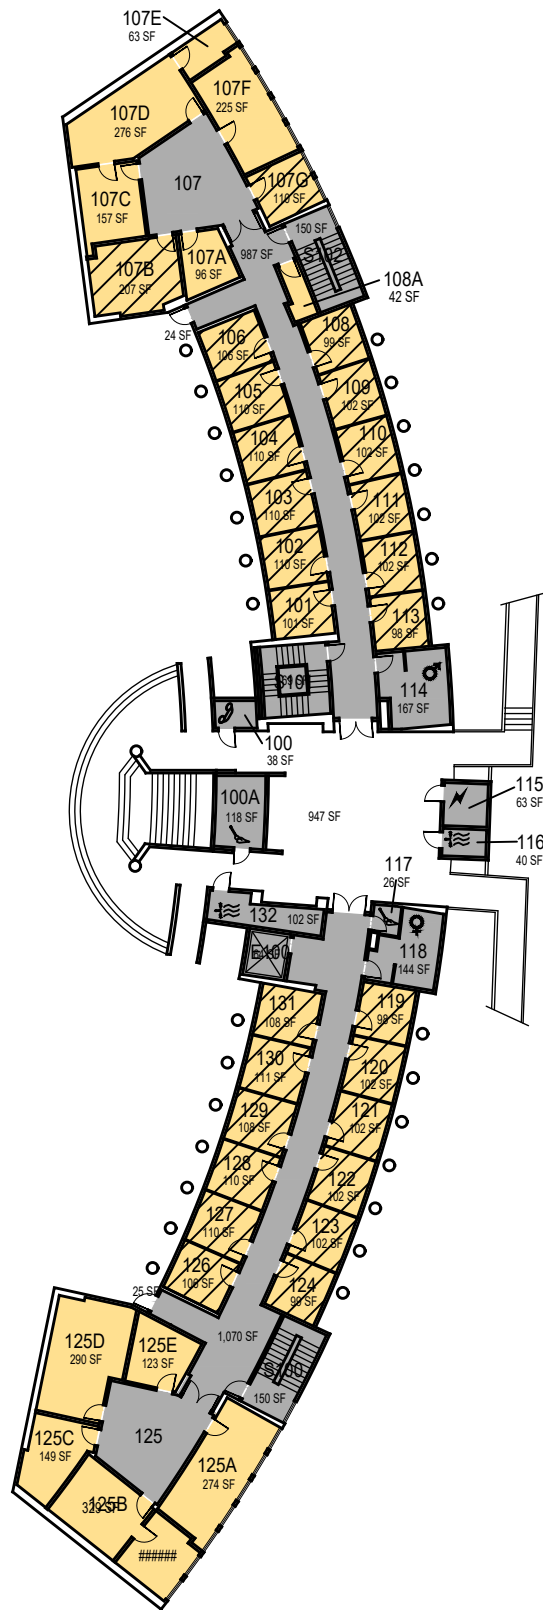 107E
63 SF
107D
276 SF
107F
225 SF
107C
157 SF
107
107G
110 SF
150 SF
S102
107B
207 SF
107A
96 SF
987 SF
108A
42 SF
24 SF
106
106 SF
108
99 SF
105
110 SF
109
102 SF
104
110 SF
110
102 SF
103
110 SF
111
102 SF
102
110 SF
112
102 SF
101
101 SF
113
98 SF
114
167 SF
100
38 SF
100A
118 SF
947 SF
115
63 SF
116
40 SF
117
26 SF
132
102 SF
E100
118
144 SF
131
108 SF
119
98 SF
130
111 SF
120
102 SF
129
108 SF
121
102 SF
128
110 SF
122
102 SF
127
110 SF
123
102 SF
126
106 SF
124
99 SF
25 SF
125D
290 SF
125E
123 SF
1,070 SF
S100
150 SF
125C
149 SF
125
125A
274 SF
125B
329 SF
######